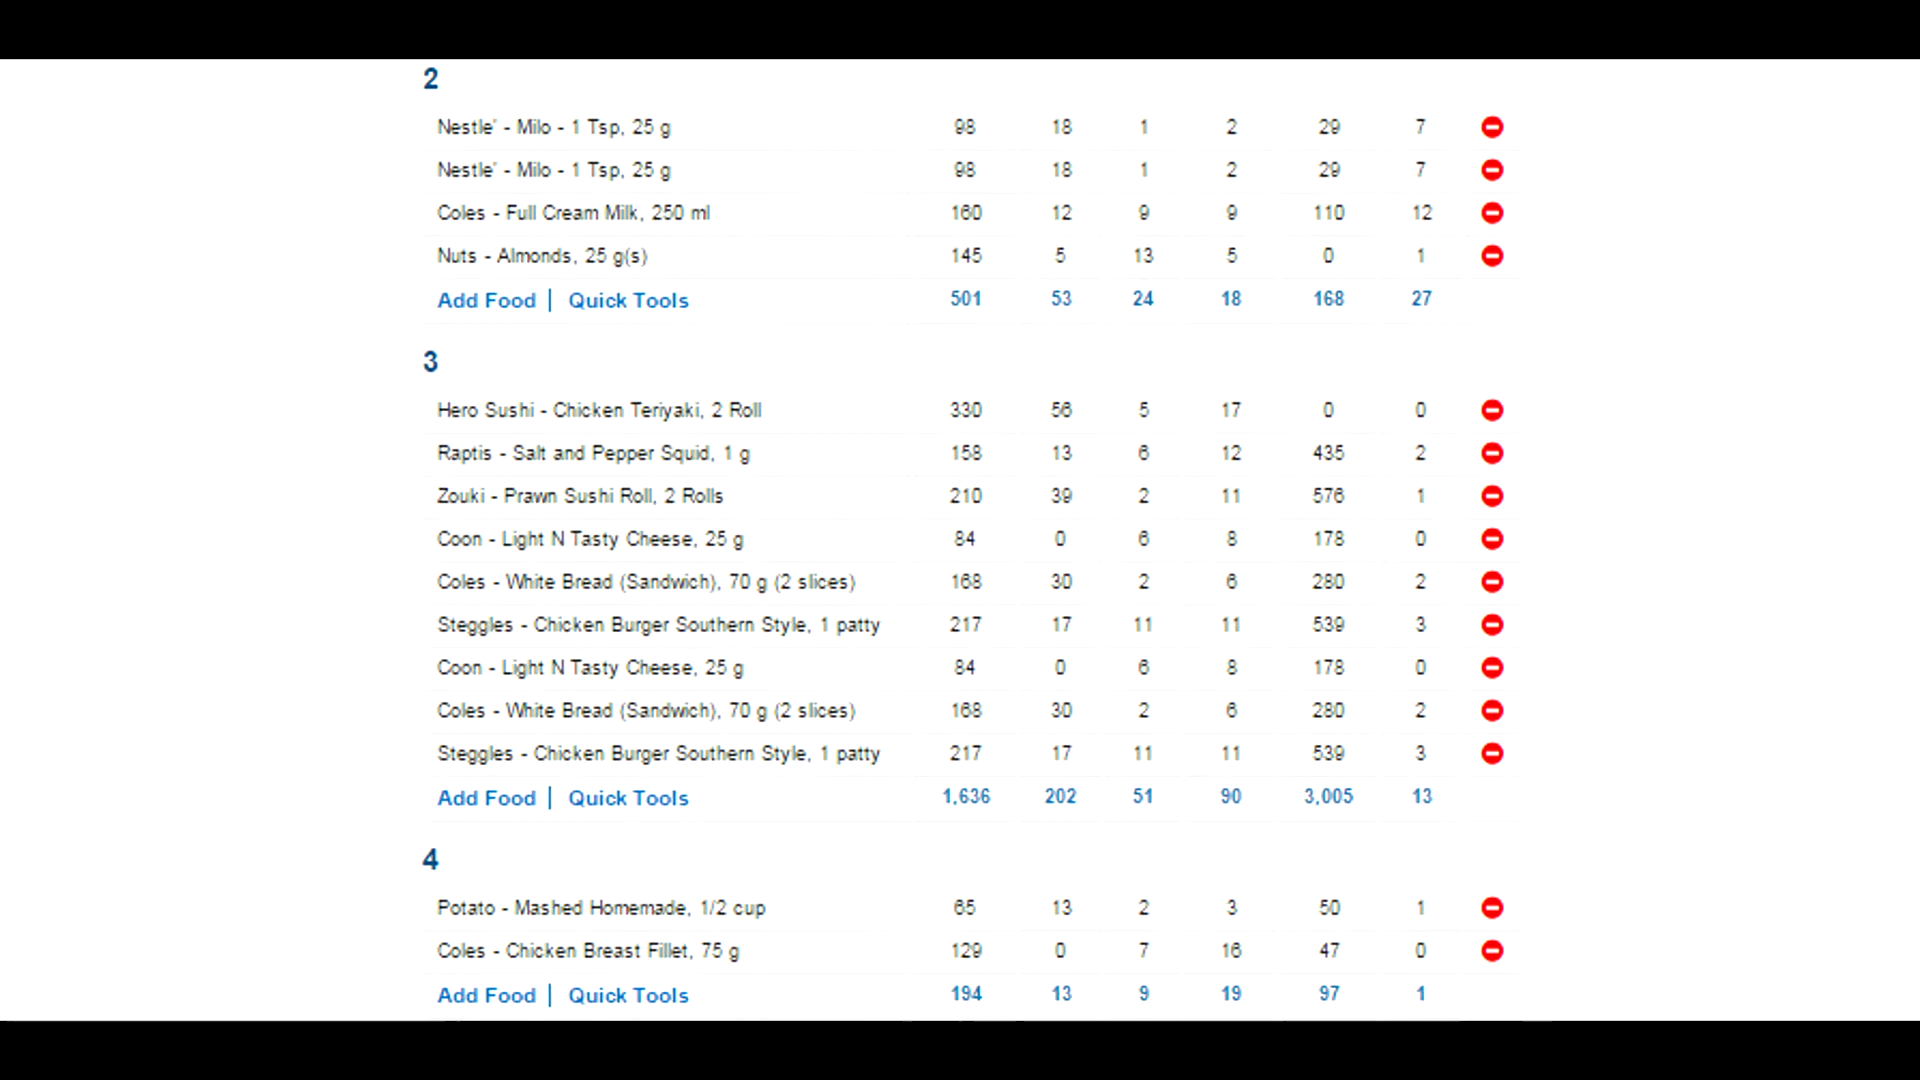 2
Nestle' - Milo - 1 Tsp, 25 g 98 18 1 2 29 7
Nestle' - Milo - 1 Tsp, 25 g 98 18 1 2 29 7
Coles - Full Cream Milk, 250 ml 160 12 9 9 110 12
Nuts - Almonds, 25 g(s) 145 5 13 5 0 1
Add Food | Quick Tools 501 53 24 18 168 27
3
Hero Sushi - Chicken Teriyaki, 2 Roll 330 56 5 17 0 0
Raptis - Salt and Pepper Squid, 1 g 158 13 6 12 435 2
Zouki - Prawn Sushi Roll, 2 Rolls 210 39 2 11 576 1
Coon - Light N Tasty Cheese, 25 g 84 0 6 8 178 0
Coles - White Bread (Sandwich), 70 g (2 slices) 168 30 2 6 280 2
Steggles - Chicken Burger Southern Style, 1 patty 217 17 11 11 539 3
Coon - Light N Tasty Cheese, 25 g 84 0 6 8 178 0
Coles - White Bread (Sandwich), 70 g (2 slices) 168 30 2 6 280 2
Steggles - Chicken Burger Southern Style, 1 patty 217 17 11 11 539 3
Add Food | Quick Tools 1,636 202 51 90 3,005 13
4
Potato - Mashed Homemade, 1/2 cup 65 13 2 3 50 1
Coles - Chicken Breast Fillet, 75 g 129 0 7 16 47 0
Add Food | Quick Tools 194 13 9 19 97 1